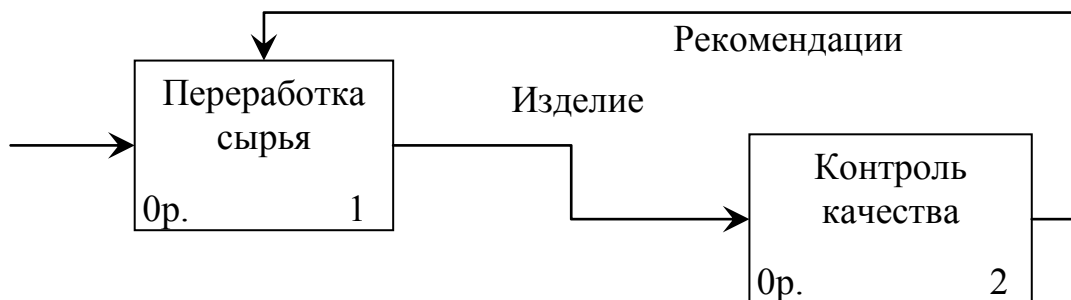 Рекомендации
Переработка
сырья
0р. 1
Изделие
Контроль
качества
0р. 2